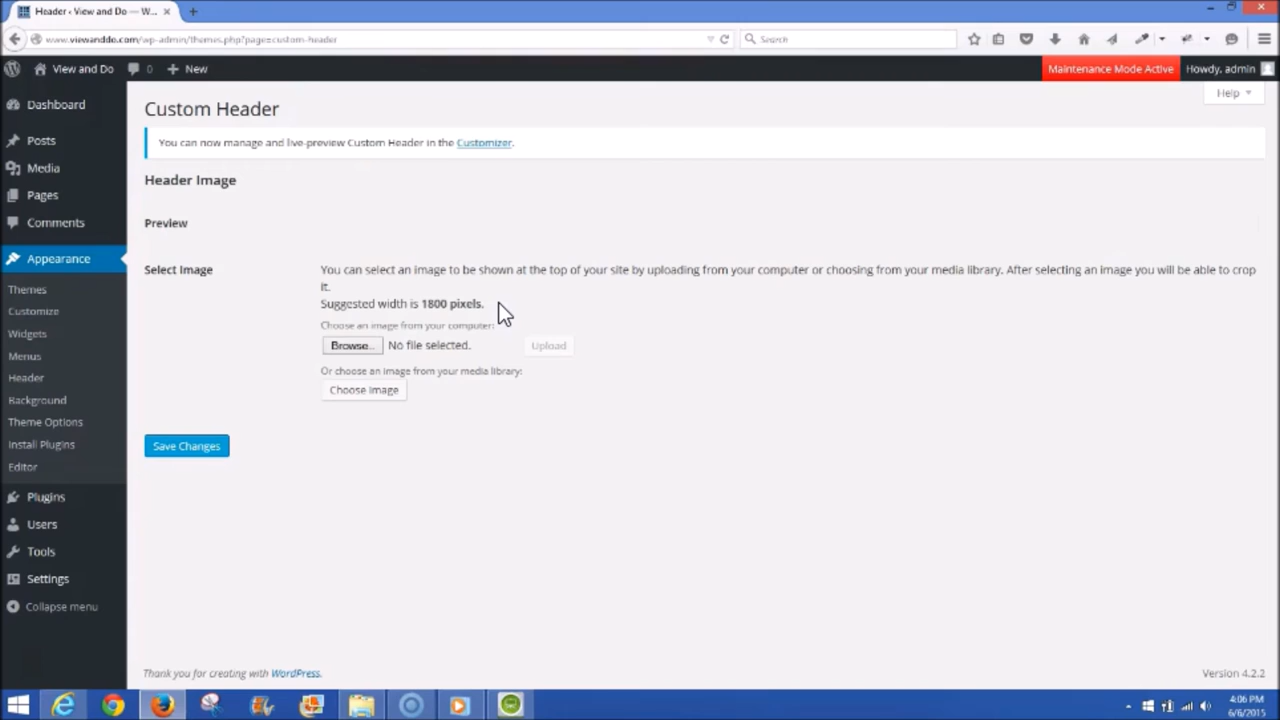 Header ‹ View and Do — W...
www.viewanddo.com/wp-admin/themes.php?page=custom-header
Search
View and Do
0
New
Maintenance Mode Active
Howdy, admin
Help
Dashboard
Posts
Media
Pages
Comments
Appearance
Themes
Customize
Widgets
Menus
Header
Background
Theme Options
Install Plugins
Editor
Plugins
Users
Tools
Settings
Collapse menu
Custom Header
You can now manage and live-preview Custom Header in the Customizer.
Header Image
Preview
Select Image
You can select an image to be shown at the top of your site by uploading from your computer or choosing from your media library. After selecting an image you will be able to crop
it.
Suggested width is 1800 pixels.
Choose an image from your computer:
Browse... No file selected. Upload
Or choose an image from your media library:
Choose Image
Save Changes
Thank you for creating with WordPress.
Version 4.2.2
4:06 PM
6/6/2015